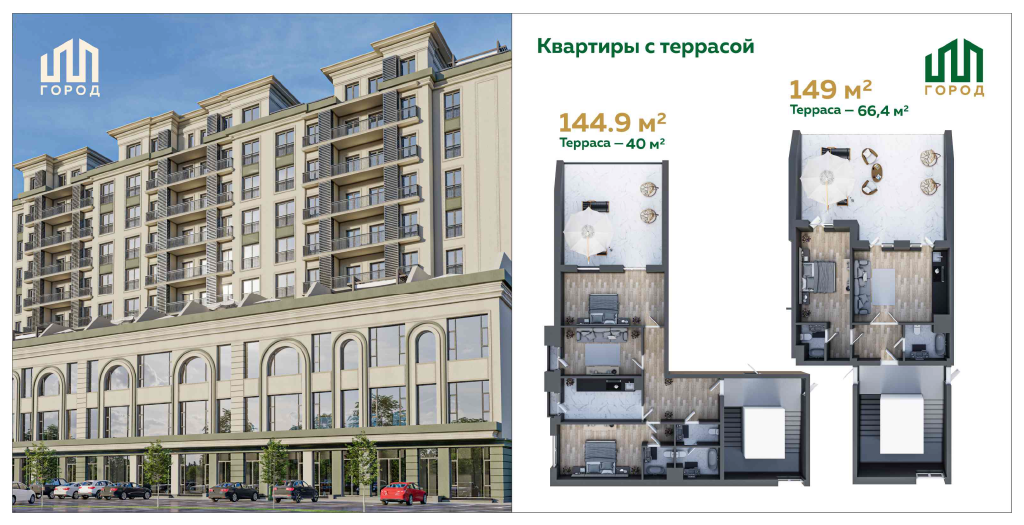 ГОРОД
Квартиры с террасой
ГОРОД
144.9 м²
Терраса – 40 м²
149 м²
Терраса – 66,4 м²